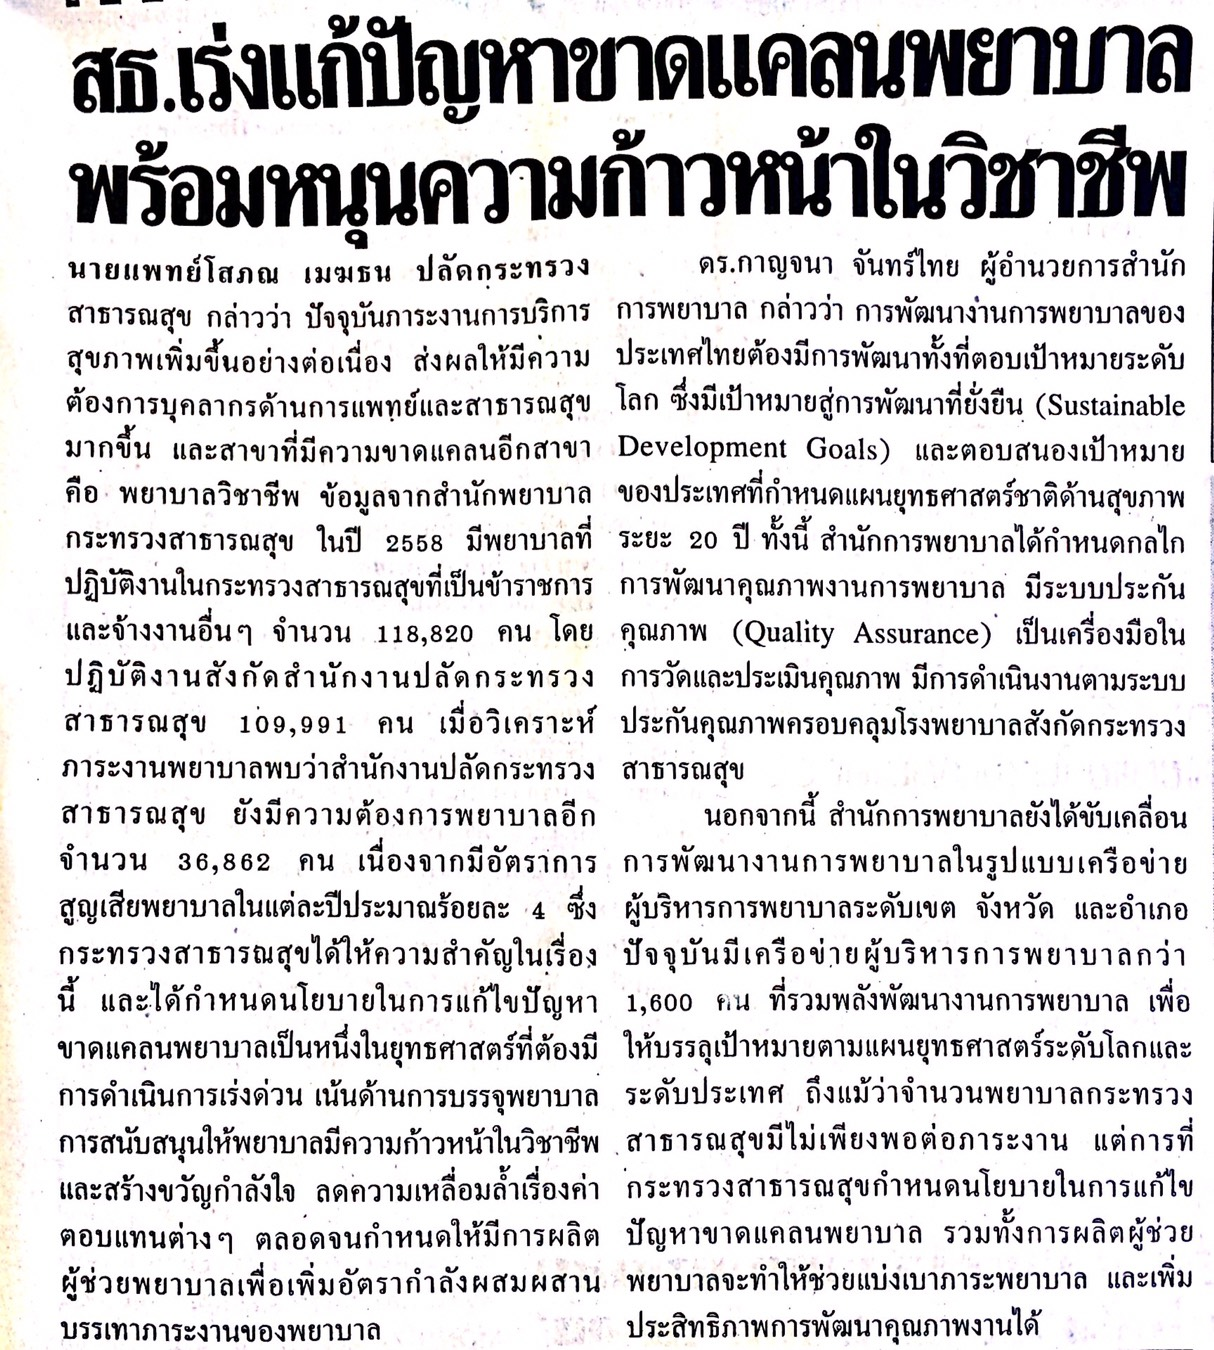 สธ.เร่งแก้ปัญหาขาดแคลนพยาบาล
พร้อมหนุนความก้าวหน้าในวิชาชีพ
นายแพทย์โสภณ เมฆธน ปลัดกระทรวง
สาธารณสุข กล่าวว่า ปัจจุบันภาระงานการบริการ
สุขภาพเพิ่มขึ้นอย่างต่อเนื่อง ส่งผลให้มีความ
ต้องการบุคลากรด้านการแพทย์และสาธารณสุข
มากขึ้น และสาขาที่มีความขาดแคลนอีกสาขา
คือ พยาบาลวิชาชีพ ข้อมูลจากสำนักพยาบาล
กระทรวงสาธารณสุข ในปี 2558 มีพยาบาลที่
ปฏิบัติงานในกระทรวงสาธารณสุขที่เป็นข้าราชการ
และจ้างงานอื่นๆ จำนวน 118,820 คน โดย
ปฏิบัติงานสังกัดสำนักงานปลัดกระทรวง
สาธารณสุข 109,991 คน เมื่อวิเคราะห์
ภาระงานพยาบาลพบว่าสำนักงานปลัดกระทรวง
สาธารณสุข ยังมีความต้องการพยาบาลอีก
จำนวน 36,862 คน เนื่องจากมีอัตราการ
สูญเสียพยาบาลในแต่ละปีประมาณร้อยละ 4 ซึ่ง
กระทรวงสาธารณสุขได้ให้ความสำคัญในเรื่อง
นี้ และได้กำหนดนโยบายในการแก้ไขปัญหา
ขาดแคลนพยาบาลเป็นหนึ่งในยุทธศาสตร์ที่ต้องมี
การดำเนินการเร่งด่วน เน้นด้านการบรรจุพยาบาล
การสนับสนุนให้พยาบาลมีความก้าวหน้าในวิชาชีพ
และสร้างขวัญกำลังใจ ลดความเหลื่อมล้ำเรื่องค่า
ตอบแทนต่างๆ ตลอดจนกำหนดให้มีการผลิต
ผู้ช่วยพยาบาลเพื่อเพิ่มอัตรากำลังผสมผสาน
บรรเทาภาระงานของพยาบาล
ดร.กาญจนา จันทร์ไทย ผู้อำนวยการสำนัก
การพยาบาล กล่าวว่า การพัฒนางานการพยาบาลของ
ประเทศไทยต้องมีการพัฒนาทั้งที่ตอบเป้าหมายระดับ
โลก ซึ่งมีเป้าหมายสู่การพัฒนาที่ยั่งยืน (Sustainable
Development Goals) และตอบสนองเป้าหมาย
ของประเทศที่กำหนดแผนยุทธศาสตร์ชาติด้านสุขภาพ
ระยะ 20 ปี ทั้งนี้ สำนักการพยาบาลได้กำหนดกลไก
การพัฒนาคุณภาพงานการพยาบาล มีระบบประกัน
คุณภาพ (Quality Assurance) เป็นเครื่องมือใน
การวัดและประเมินคุณภาพ มีการดำเนินงานตามระบบ
ประกันคุณภาพครอบคลุมโรงพยาบาลสังกัดกระทรวง
สาธารณสุข
นอกจากนี้ สำนักการพยาบาลยังได้ขับเคลื่อน
การพัฒนางานการพยาบาลในรูปแบบเครือข่าย
ผู้บริหารการพยาบาลระดับเขต จังหวัด และอำเภอ
ปัจจุบันมีเครือข่ายผู้บริหารการพยาบาลกว่า
1,600 คน ที่รวมพลังพัฒนางานการพยาบาล เพื่อ
ให้บรรลุเป้าหมายตามแผนยุทธศาสตร์ระดับโลกและ
ระดับประเทศ ถึงแม้ว่าจำนวนพยาบาลกระทรวง
สาธารณสุขมีไม่เพียงพอต่อภาระงาน แต่การที่
กระทรวงสาธารณสุขกำหนดนโยบายในการแก้ไข
ปัญหาขาดแคลนพยาบาล รวมทั้งการผลิตผู้ช่วย
พยาบาลจะทำให้ช่วยแบ่งเบาภาระพยาบาล และเพิ่ม
ประสิทธิภาพการพัฒนาคุณภาพงานได้